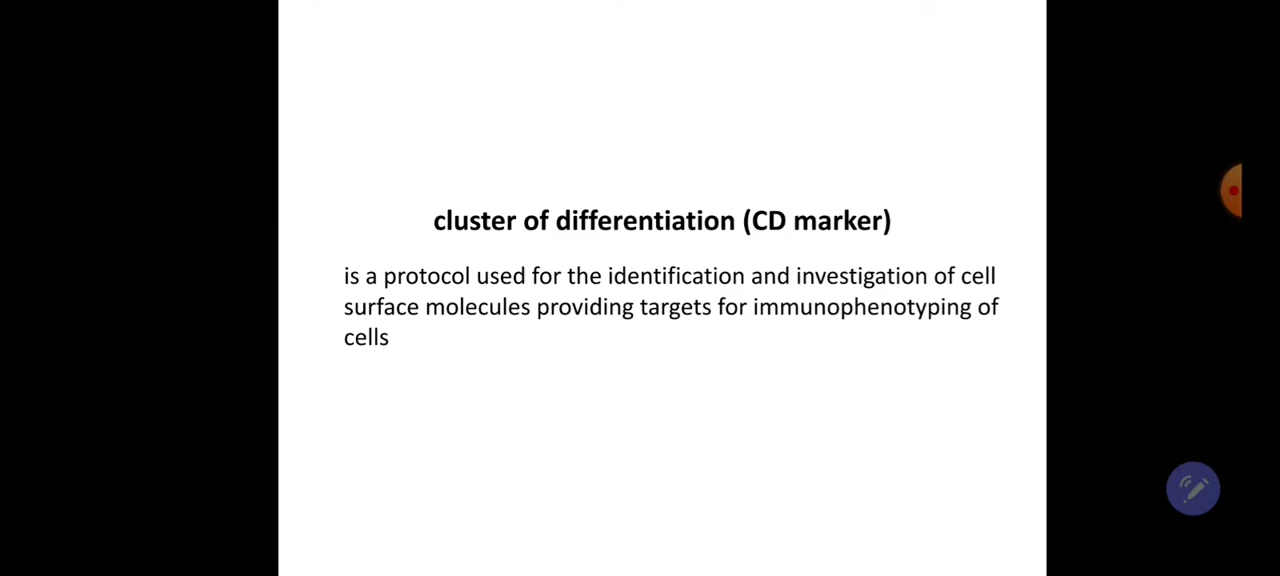 cluster of differentiation (CD marker)
is a protocol used for the identification and investigation of cell
surface molecules providing targets for immunophenotyping of
cells